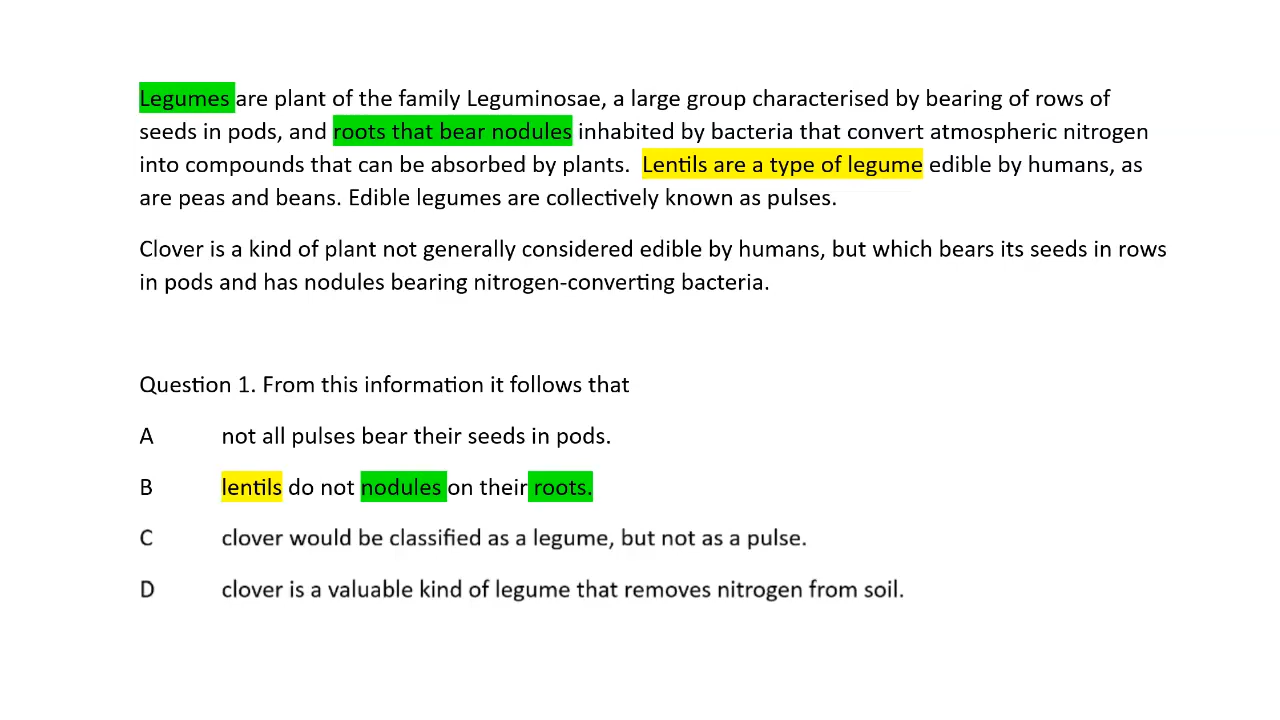 Legumes are plant of the family Leguminosae, a large group characterised by bearing of rows of
seeds in pods, and roots that bear nodules inhabited by bacteria that convert atmospheric nitrogen
into compounds that can be absorbed by plants. Lentils are a type of legume edible by humans, as
are peas and beans. Edible legumes are collectively known as pulses.
Clover is a kind of plant not generally considered edible by humans, but which bears its seeds in rows
in pods and has nodules bearing nitrogen-converting bacteria.
Question 1. From this information it follows that
A not all pulses bear their seeds in pods.
B lentils do not nodules on their roots.
C clover would be classified as a legume, but not as a pulse.
D clover is a valuable kind of legume that removes nitrogen from soil.